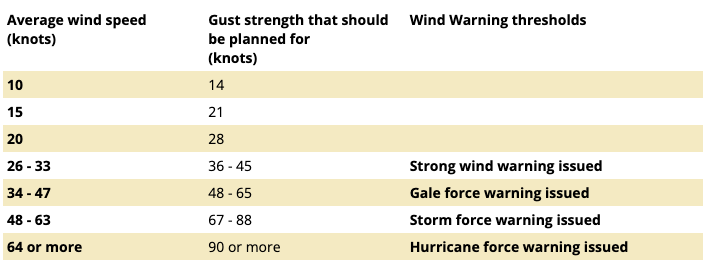 Average wind speed Gust strength that should Wind Warning thresholds
(knots) be planned for
(knots)
10 14
15 21
20 28
26 - 33 36 - 45 Strong wind warning issued
34 - 47 48 - 65 Gale force warning issued
48 - 63 67 - 88 Storm force warning issued
64 or more 90 or more Hurricane force warning issued